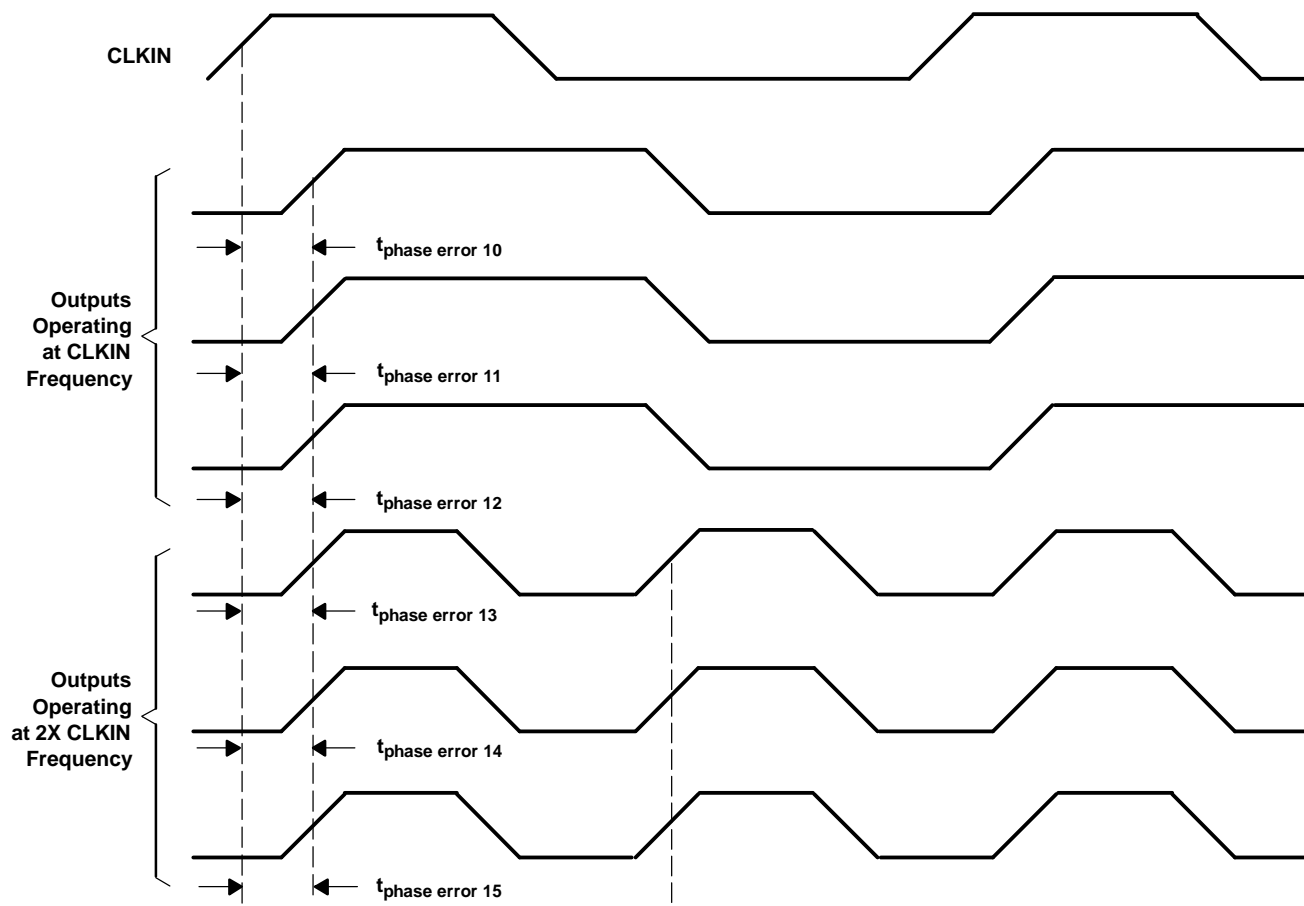 CLKIN
t phase error 10
Outputs
Operating
at CLKIN
Frequency
t phase error 11
t phase error 12
t phase error 13
Outputs
Operating
at 2X CLKIN
Frequency
t phase error 14
t phase error 15